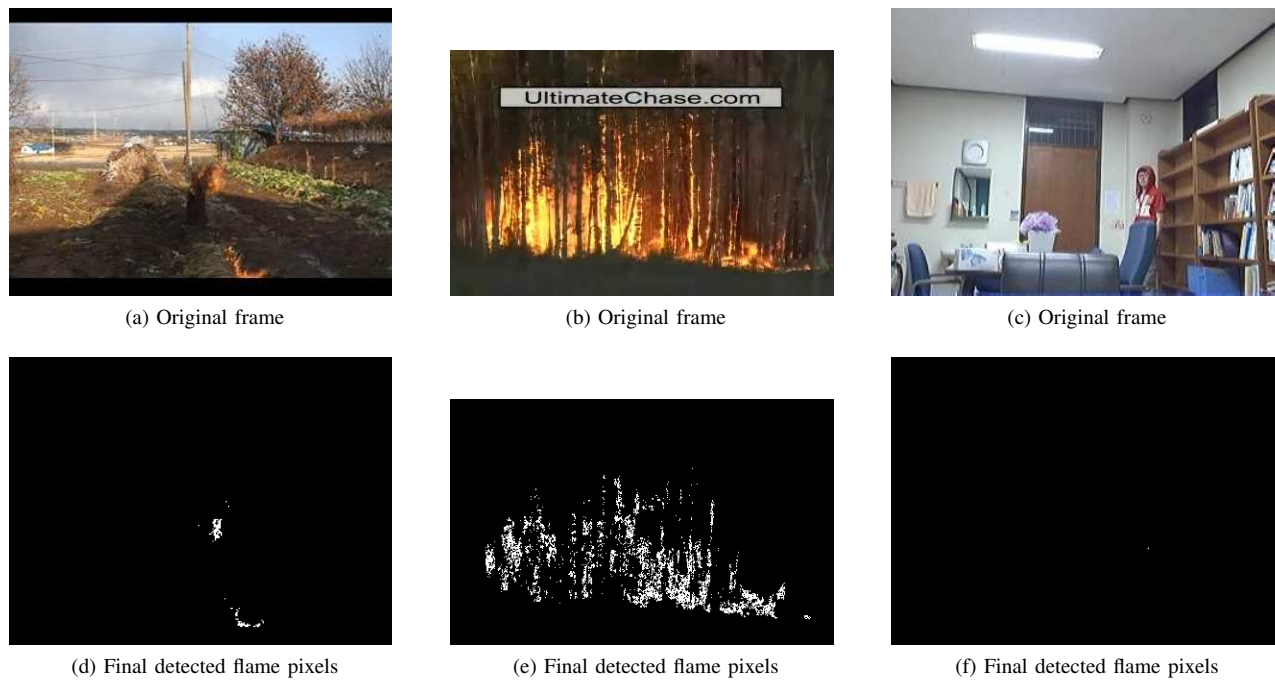 UltimateChase.com
(a) Original frame
(b) Original frame
(c) Original frame
(d) Final detected flame pixels
(e) Final detected flame pixels
(f) Final detected flame pixels